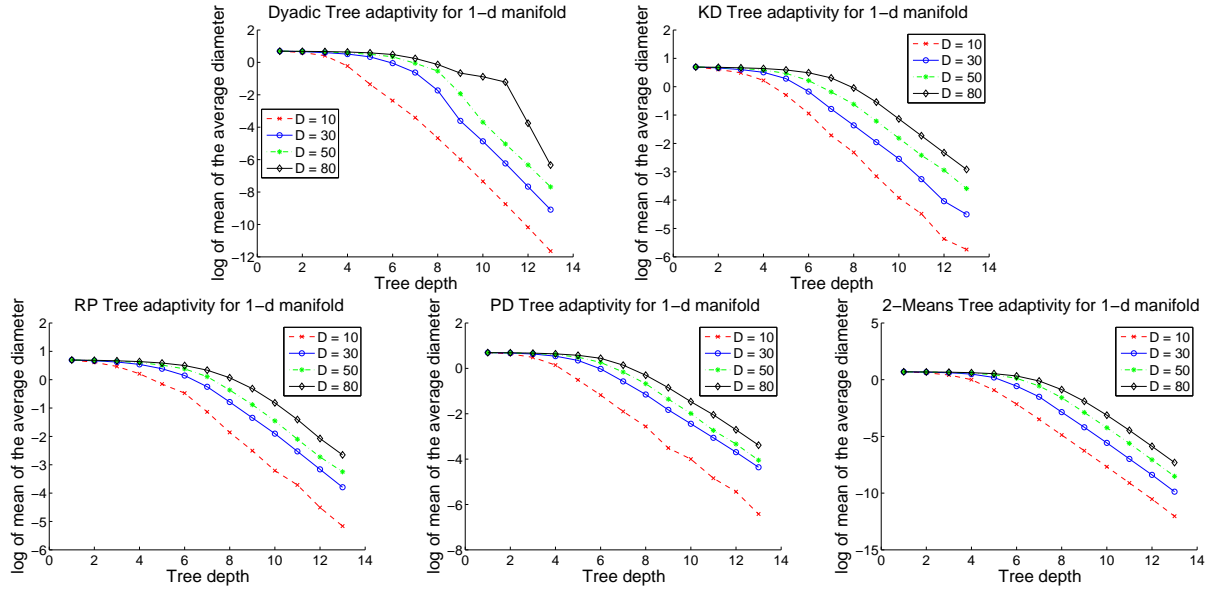 Dyadic Tree adaptivity for 1−d manifold
log of mean of the average diameter
2
0
−2
−4
−6
−8
−10
−12
0 2 4 6 8 10 12 14
Tree depth
D = 10
D = 30
D = 50
D = 80
KD Tree adaptivity for 1−d manifold
log of mean of the average diameter
2
1
0
−1
−2
−3
−4
−5
−6
0 2 4 6 8 10 12 14
Tree depth
D = 10
D = 30
D = 50
D = 80
RP Tree adaptivity for 1−d manifold
log of mean of the average diameter
2
1
0
−1
−2
−3
−4
−5
−6
0 2 4 6 8 10 12 14
Tree depth
D = 10
D = 30
D = 50
D = 80
PD Tree adaptivity for 1−d manifold
log of mean of the average diameter
2
0
−2
−4
−6
−8
0 2 4 6 8 10 12 14
Tree depth
D = 10
D = 30
D = 50
D = 80
2−Means Tree adaptivity for 1−d manifold
log of mean of the average diameter
5
0
−5
−10
−15
0 2 4 6 8 10 12 14
Tree depth
D = 10
D = 30
D = 50
D = 80